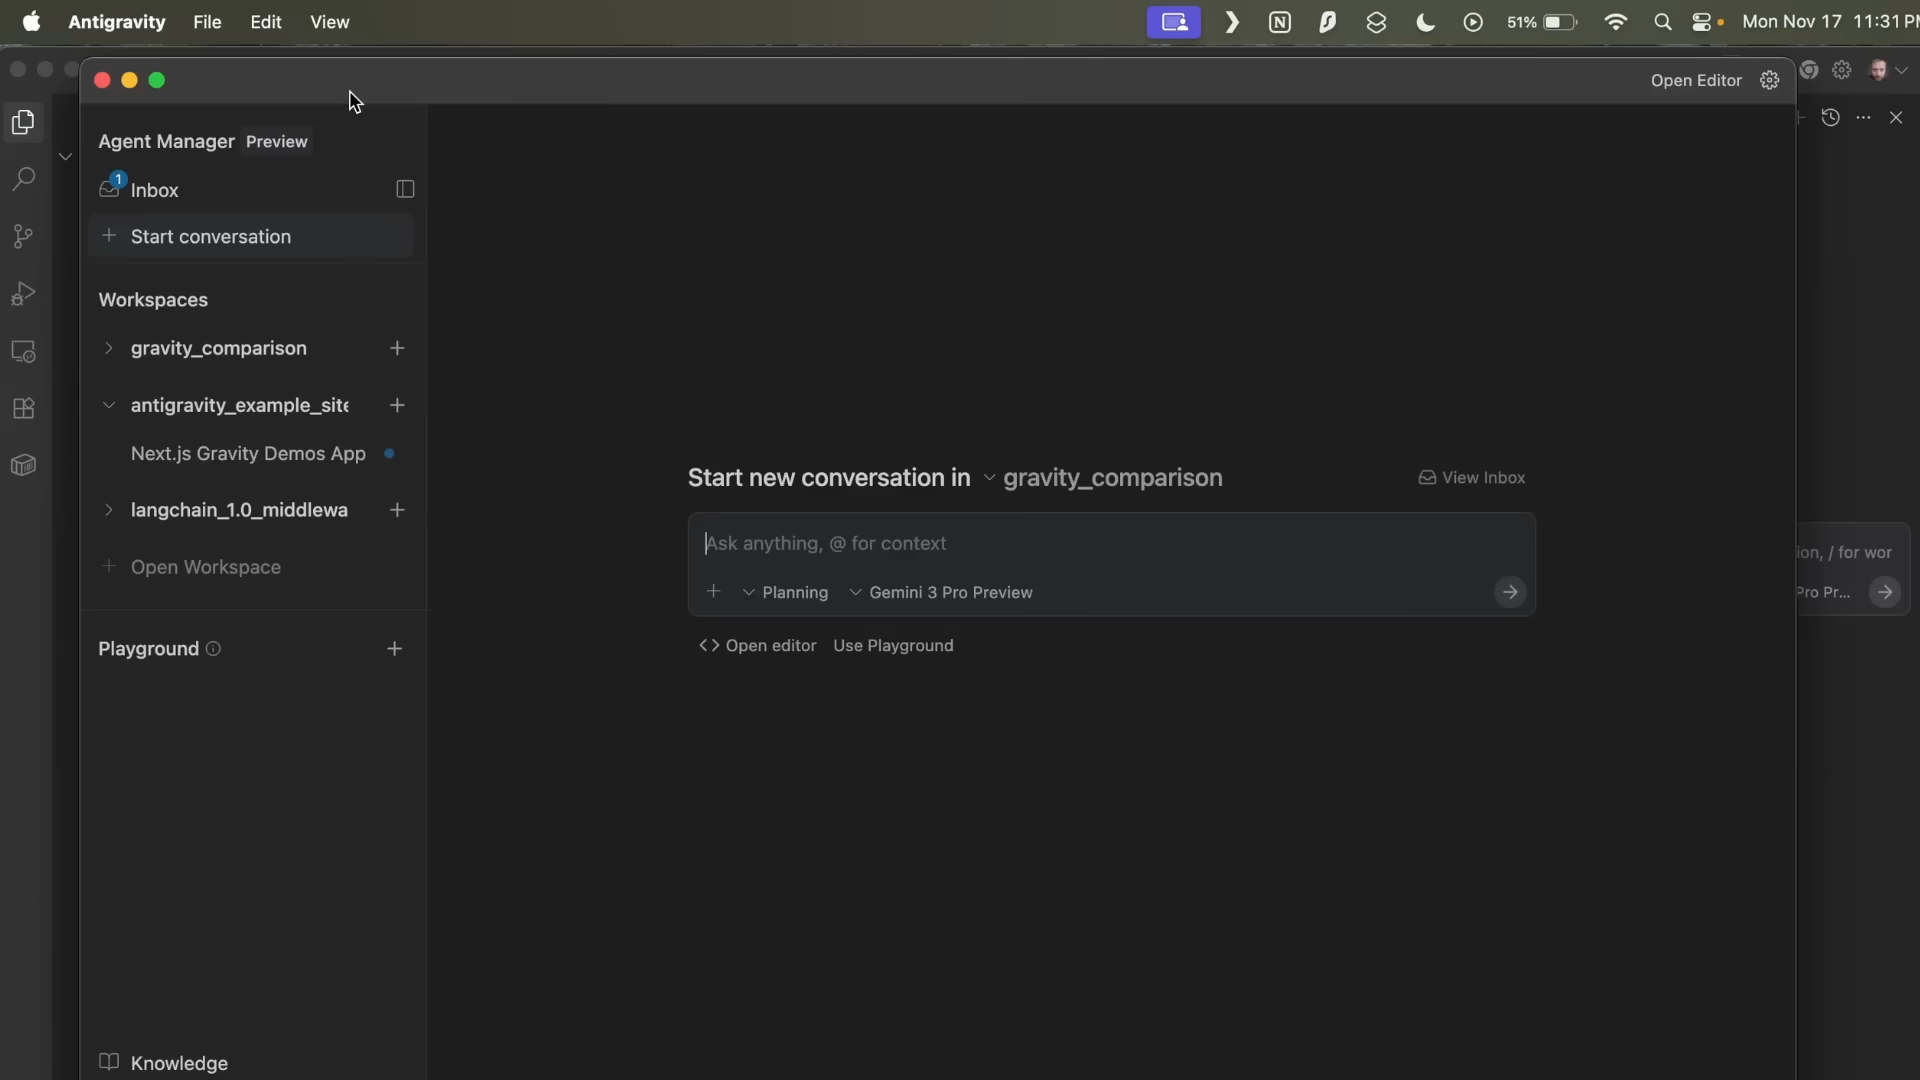 Antigravity File Edit View 51% Mon Nov 17 11:31PM
Open Editor
Agent Manager Preview
1
Inbox
Start conversation
Workspaces
gravity_comparison
antigravity_example_site
Next.js Gravity Demos App
langchain_1.0_middlewa
Open Workspace
Playground
Knowledge
Start new conversation in gravity_comparison View Inbox
Ask anything, @ for context
Planning Gemini 3 Pro Preview
Open editor Use Playground
ion, / for wor
Pro Pr...